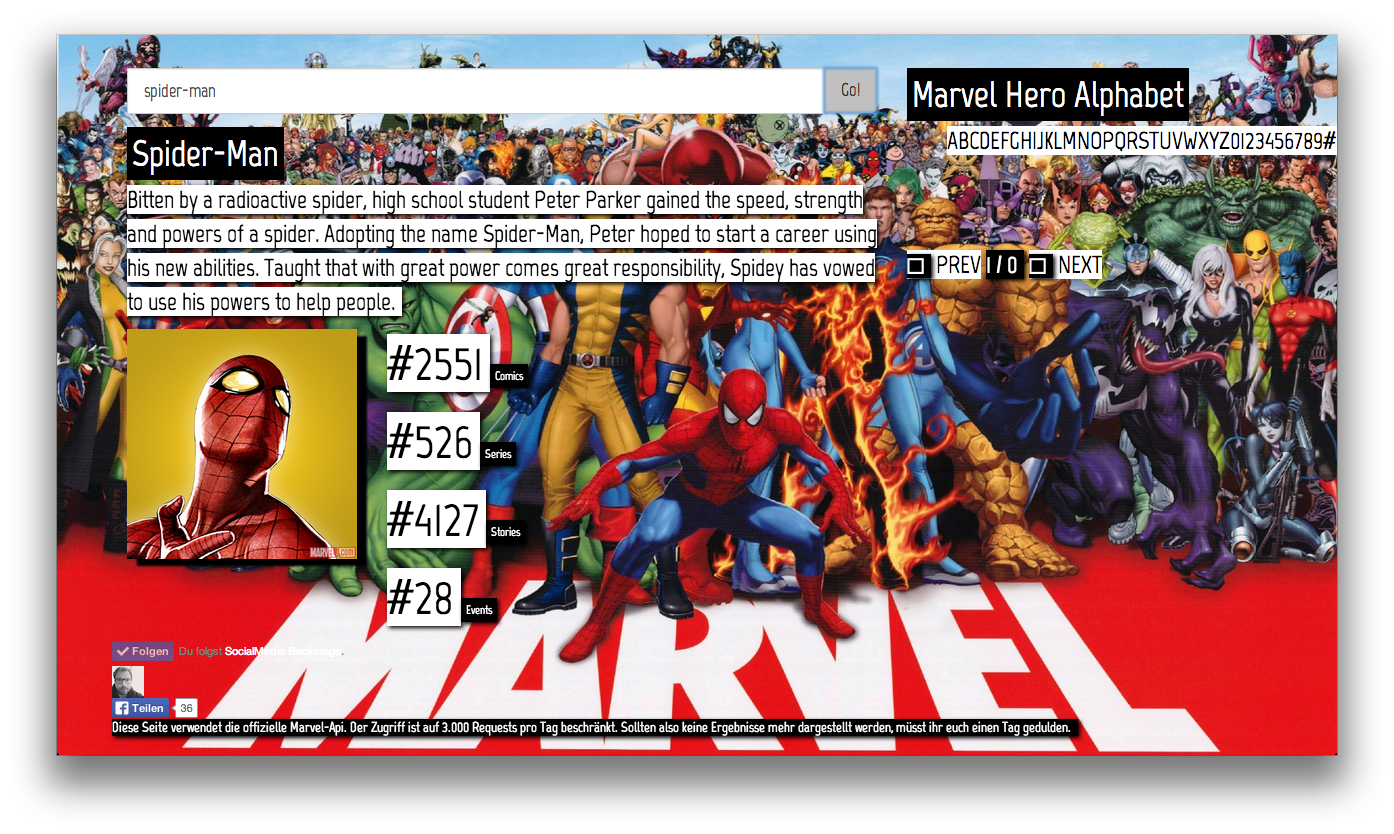 spider-man
Go!
Marvel Hero Alphabet
ABCDEFGHIJKLMNOPQRSTUVWXYZ0123456789#
Spider-Man
Bitten by a radioactive spider, high school student Peter Parker gained the speed, strength
and powers of a spider. Adopting the name Spider-Man, Peter hoped to start a career using
his new abilities. Taught that with great power comes great responsibility, Spidey has vowed
to use his powers to help people.
PREV 1 / 0 NEXT
#2551 Comics
#526 Series
#4127 Stories
#28 Events
MARVEL.com
MARVEL
Folgen Du folgst SocialMedia Backstage.
Teilen 36
Diese Seite verwendet die offizielle Marvel-Api. Der Zugriff ist auf 3.000 Requests pro Tag beschränkt. Sollten also keine Ergebnisse mehr dargestellt werden, müsst ihr euch einen Tag gedulden.